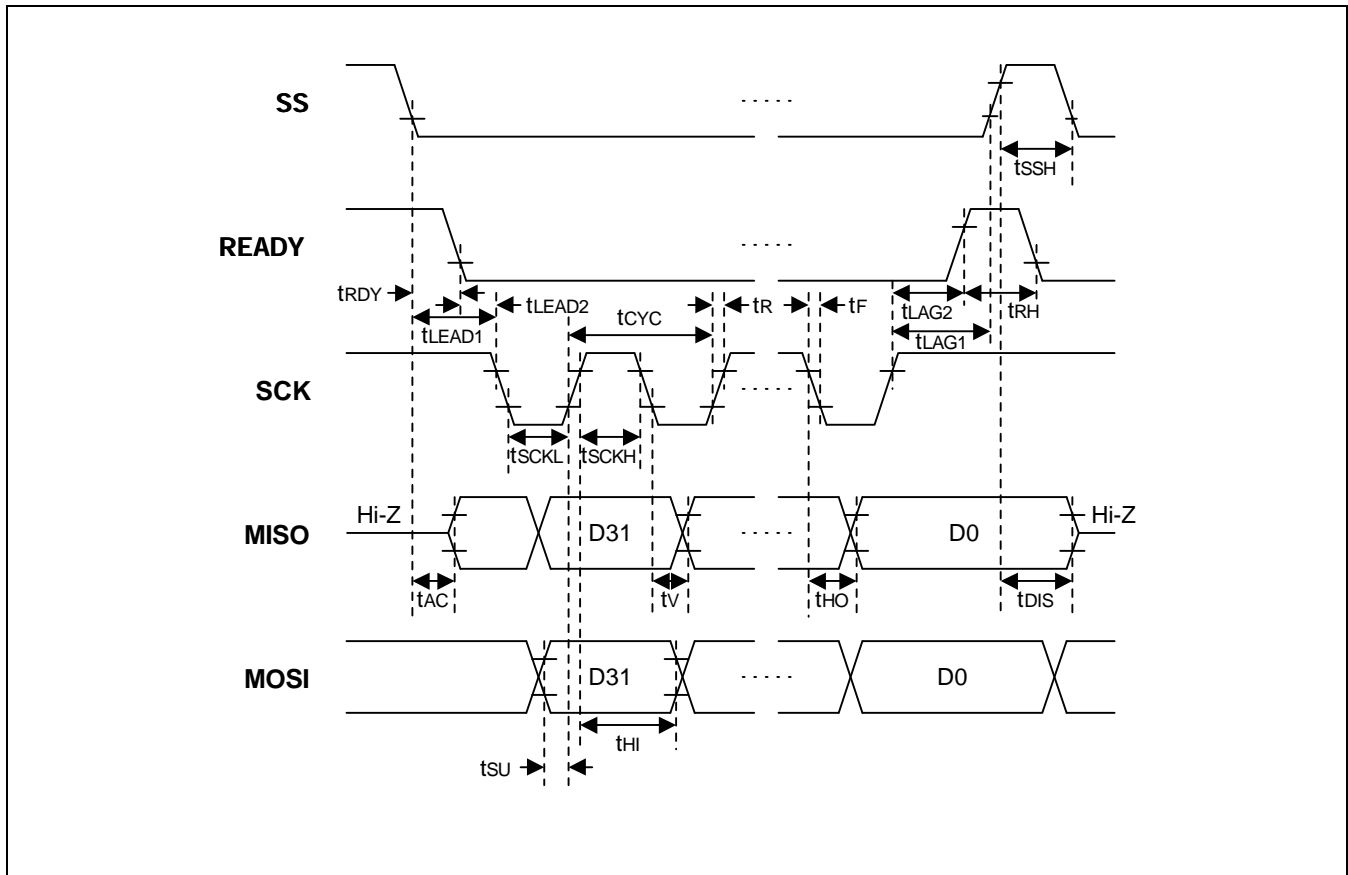 SS
.....
tSSH
READY
.....
tRDY
tLEAD2
tR
tF
tLAG2
tRH
tLEAD1
tCYC
tLAG1
SCK
.....
tSCKL
tSCKH
Hi-Z
Hi-Z
MISO
D31
.....
D0
tAC
tV
tHO
tDIS
MOSI
D31
.....
D0
tHI
tSU